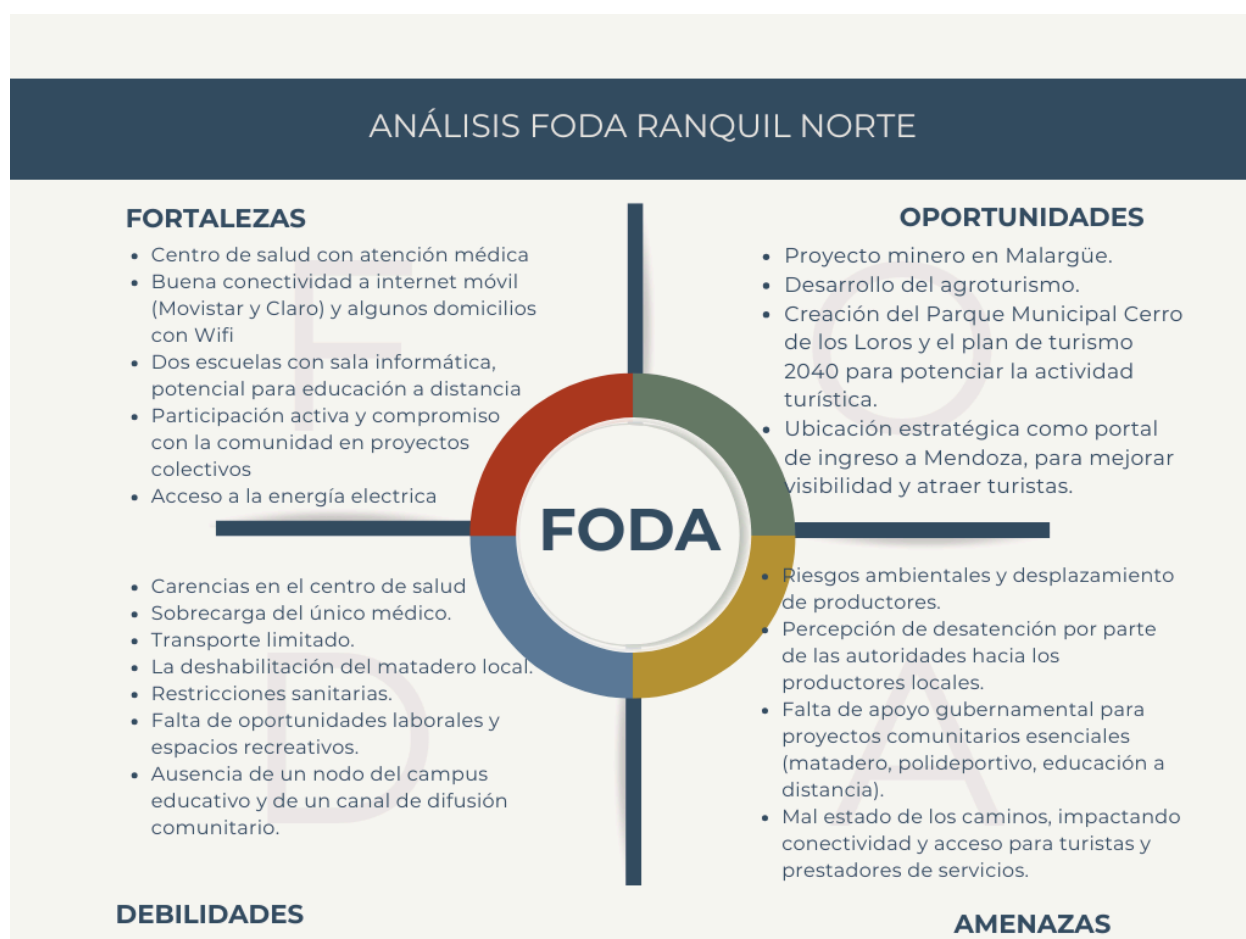 ANÁLISIS FODA RANQUIL NORTE
FORTALEZAS
• Centro de salud con atención médica
• Buena conectividad a internet móvil
(Movistar y Claro) y algunos domicilios
con Wifi
• Dos escuelas con sala informática,
potencial para educación a distancia
• Participación activa y compromiso
con la comunidad en proyectos
colectivos
• Acceso a la energía electrica
F
OPORTUNIDADES
• Proyecto minero en Malargüe.
• Desarrollo del agroturismo.
• Creación del Parque Municipal Cerro
de los Loros y el plan de turismo
2040 para potenciar la actividad
turística.
• Ubicación estratégica como portal
de ingreso a Mendoza, para mejorar
visibilidad y atraer turistas.
O
FODA
• Carencias en el centro de salud
• Sobrecarga del único médico.
• Transporte limitado.
• La deshabilitación del matadero local.
• Restricciones sanitarias.
• Falta de oportunidades laborales y
espacios recreativos.
• Ausencia de un nodo del campus
educativo y de un canal de difusión
comunitario.
D
DEBILIDADES
• Riesgos ambientales y desplazamiento
de productores.
• Percepción de desatención por parte
de las autoridades hacia los
productores locales.
• Falta de apoyo gubernamental para
proyectos comunitarios esenciales
(matadero, polideportivo, educación a
distancia).
• Mal estado de los caminos, impactando
conectividad y acceso para turistas y
prestadores de servicios.
A
AMENAZAS